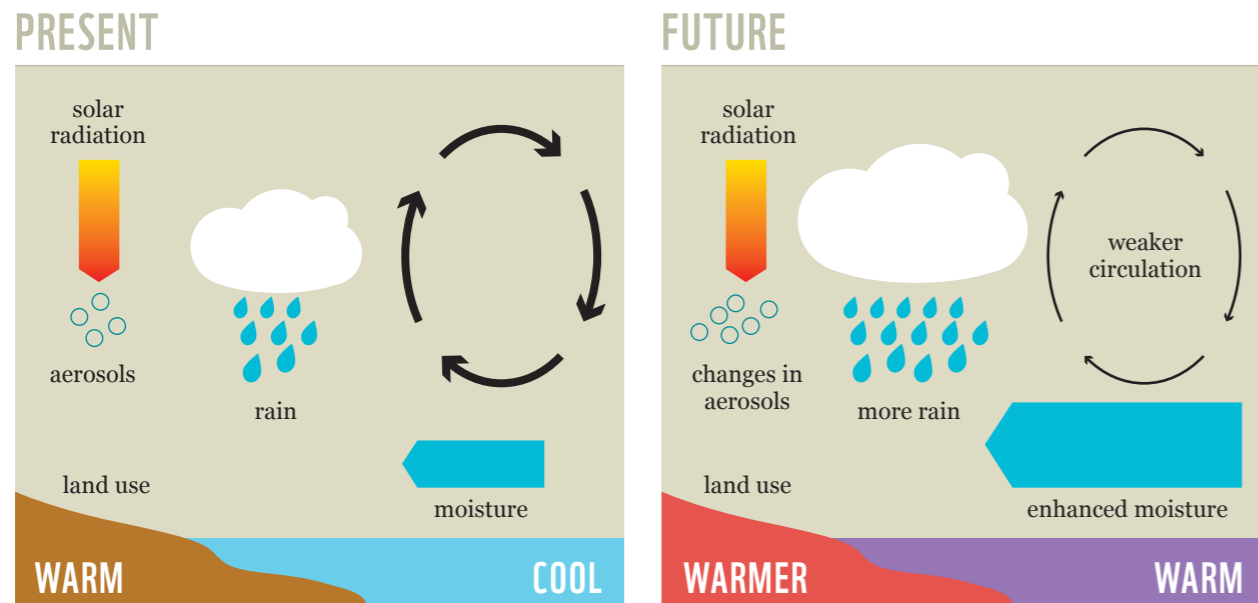 PRESENT
solar
radiation
aerosols
rain
land use
moisture
WARM
COOL
FUTURE
solar
radiation
weaker
circulation
changes in
aerosols
more rain
land use
enhanced moisture
WARMER
WARM